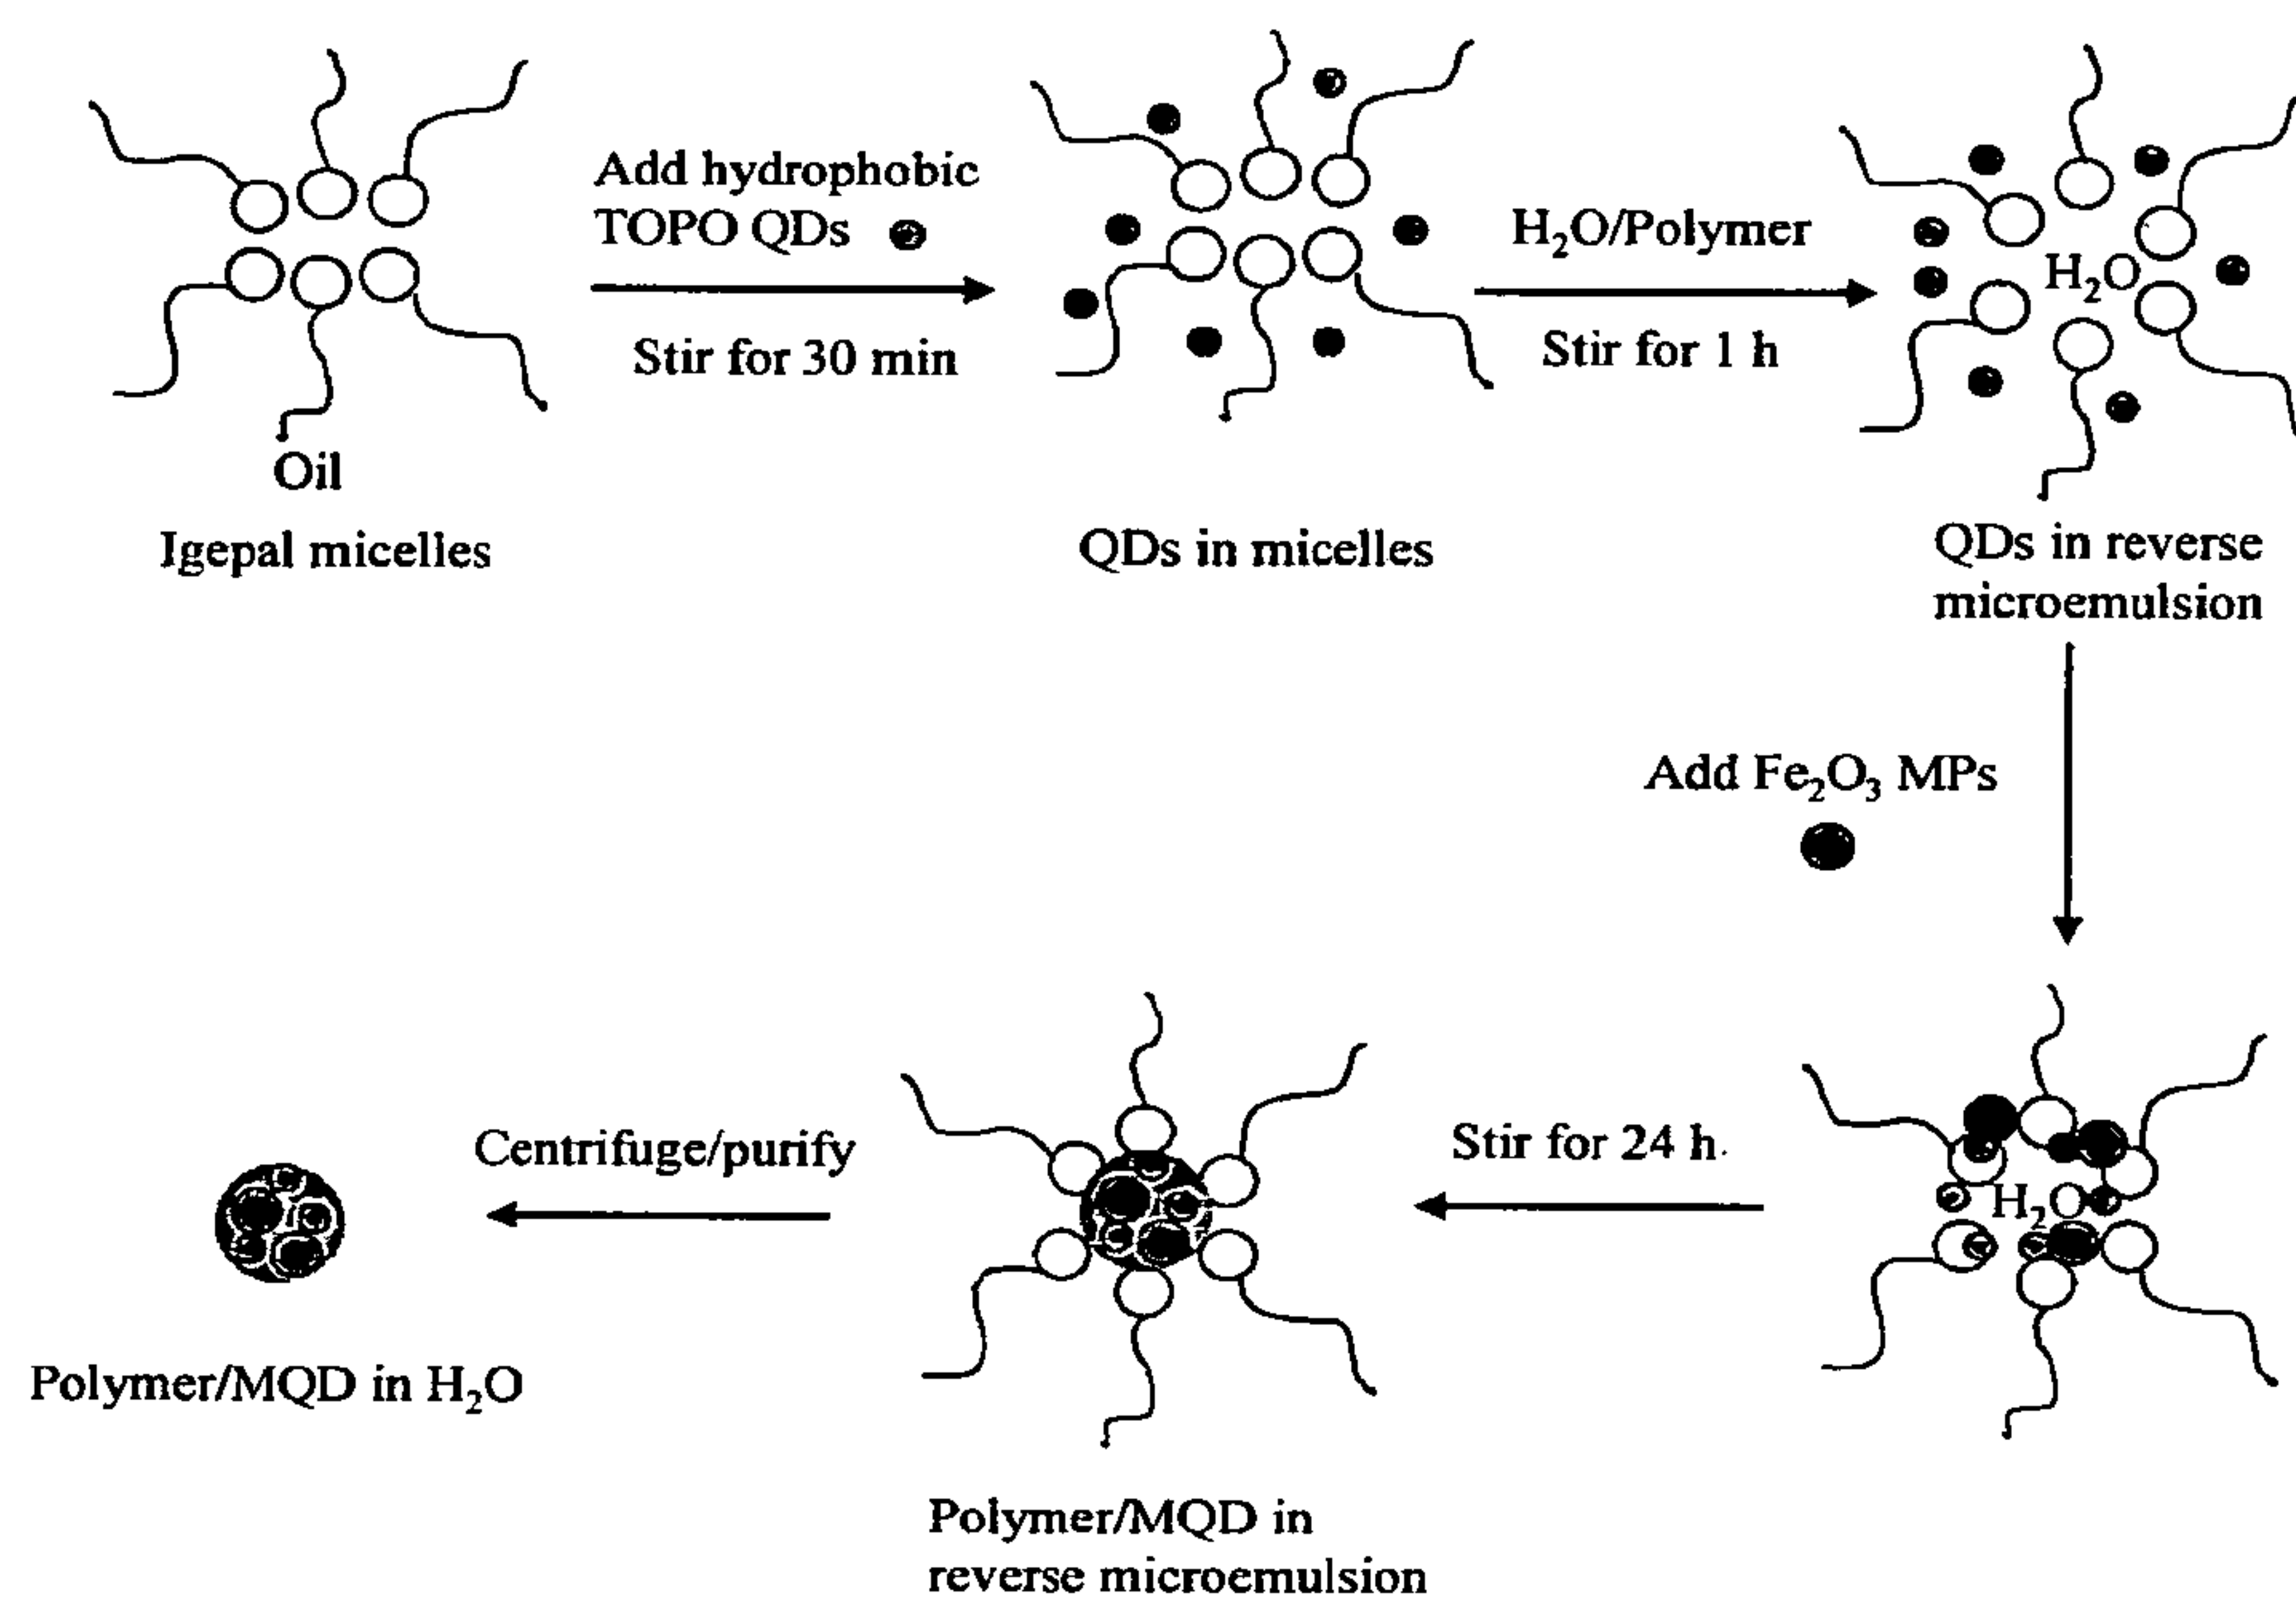 Add hydrophobic
TOPO QDs
Stir for 30 min
H₂O/Polymer
Stir for 1 h
H₂O
Oil
Igepal micelles
QDs in micelles
QDs in reverse
microemulsion
Add Fe₂O₃ MPs
Centrifuge/purify
Stir for 24 h.
H₂O
Polymer/MQD in H₂O
Polymer/MQD in
reverse microemulsion